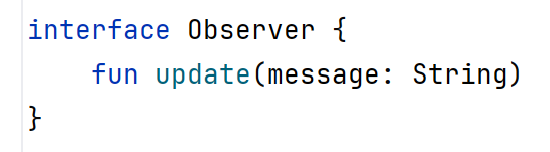 interface Observer {
    fun update(message: String)
}